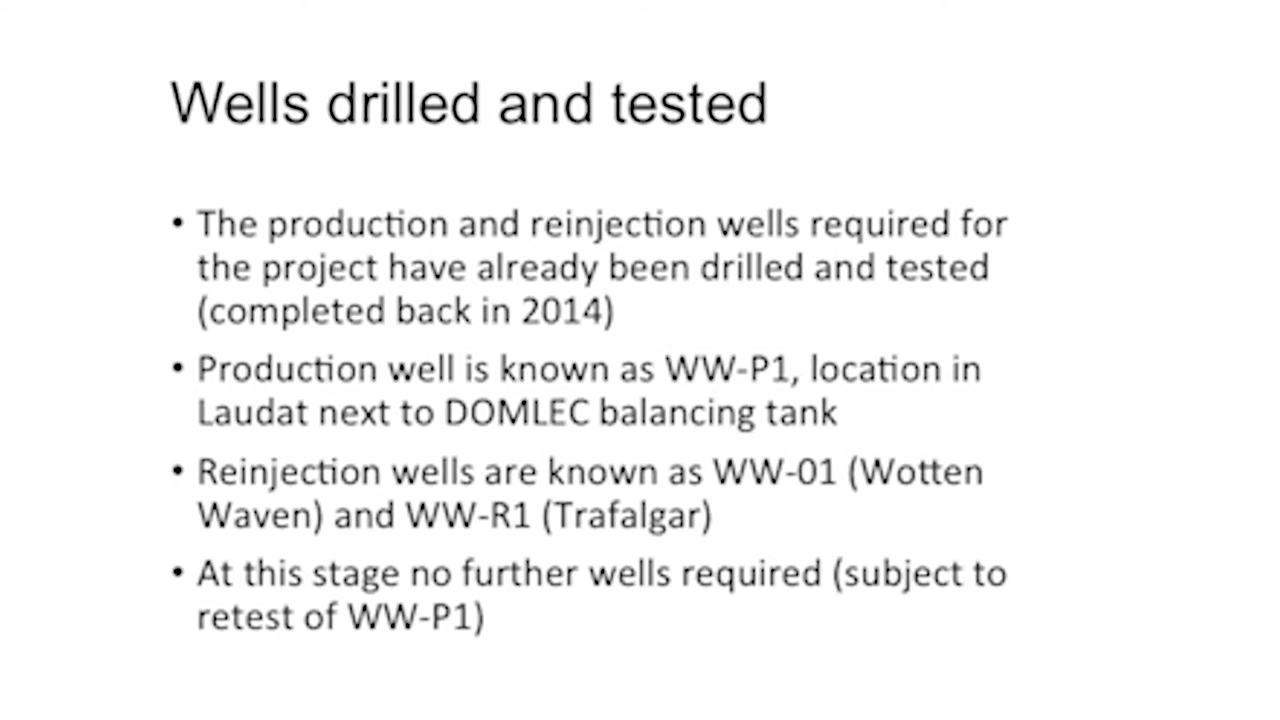 Wells drilled and tested
• The production and reinjection wells required for
the project have already been drilled and tested
(completed back in 2014)
• Production well is known as WW-P1, location in
Laudat next to DOMLEC balancing tank
• Reinjection wells are known as WW-01 (Wotten
Waven) and WW-R1 (Trafalgar)
• At this stage no further wells required (subject to
retest of WW-P1)